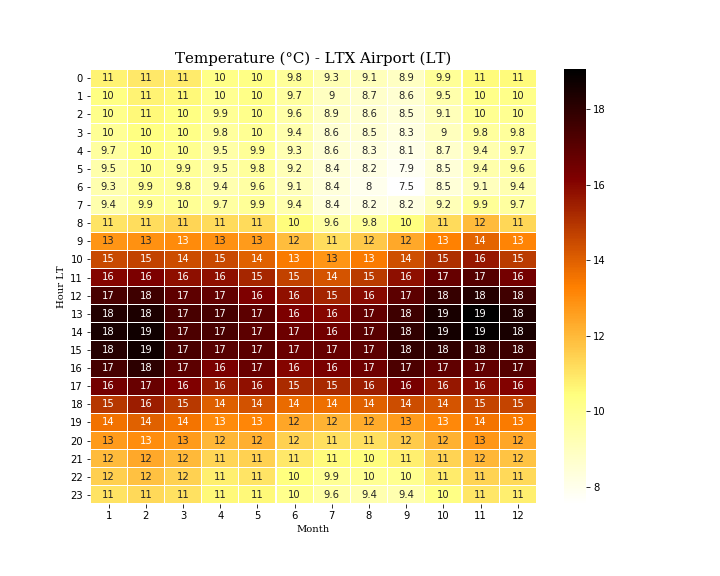 Temperature (°C) - LTX Airport (LT)
0 11 11 11 10 10 9.8 9.3 9.1 8.9 9.9 11 11
1 10 11 11 10 10 9.7 9 8.7 8.6 9.5 10 10
2 10 11 10 9.9 10 9.6 8.9 8.6 8.5 9.1 10 10
3 10 10 10 9.8 10 9.4 8.6 8.5 8.3 9 9.8 9.8
4 9.7 10 10 9.5 9.9 9.3 8.6 8.3 8.1 8.7 9.4 9.7
5 9.5 10 9.9 9.5 9.8 9.2 8.4 8.2 7.9 8.5 9.4 9.6
6 9.3 9.9 9.8 9.4 9.6 9.1 8.4 8 7.5 8.5 9.1 9.4
7 9.4 9.9 10 9.7 9.9 9.4 8.4 8.2 8.2 9.2 9.9 9.7
8 11 11 11 11 11 10 9.6 9.8 10 11 12 11
9 13 13 13 13 13 12 11 12 12 13 14 13
10 15 15 14 15 14 13 13 13 14 15 16 15
11 16 16 16 16 15 15 14 15 16 17 17 16
12 17 18 17 17 16 16 15 16 17 18 18 18
13 18 18 17 17 17 16 16 17 18 19 19 18
14 18 19 17 17 17 17 16 17 18 19 19 18
15 18 19 17 17 17 17 17 17 18 18 18 18
16 17 18 17 16 17 16 16 17 17 17 17 17
17 16 17 16 16 16 15 15 16 16 16 16 16
18 15 16 15 14 14 14 14 14 14 14 15 15
19 14 14 14 13 13 12 12 12 13 13 14 13
20 13 13 13 12 12 12 11 11 12 12 13 12
21 12 12 12 11 11 11 11 10 11 11 12 12
22 12 12 12 11 11 10 9.9 10 10 11 11 11
23 11 11 11 11 11 10 9.6 9.4 9.4 10 11 11
1 2 3 4 5 6 7 8 9 10 11 12
Month
Hour LT
18
16
14
12
10
8